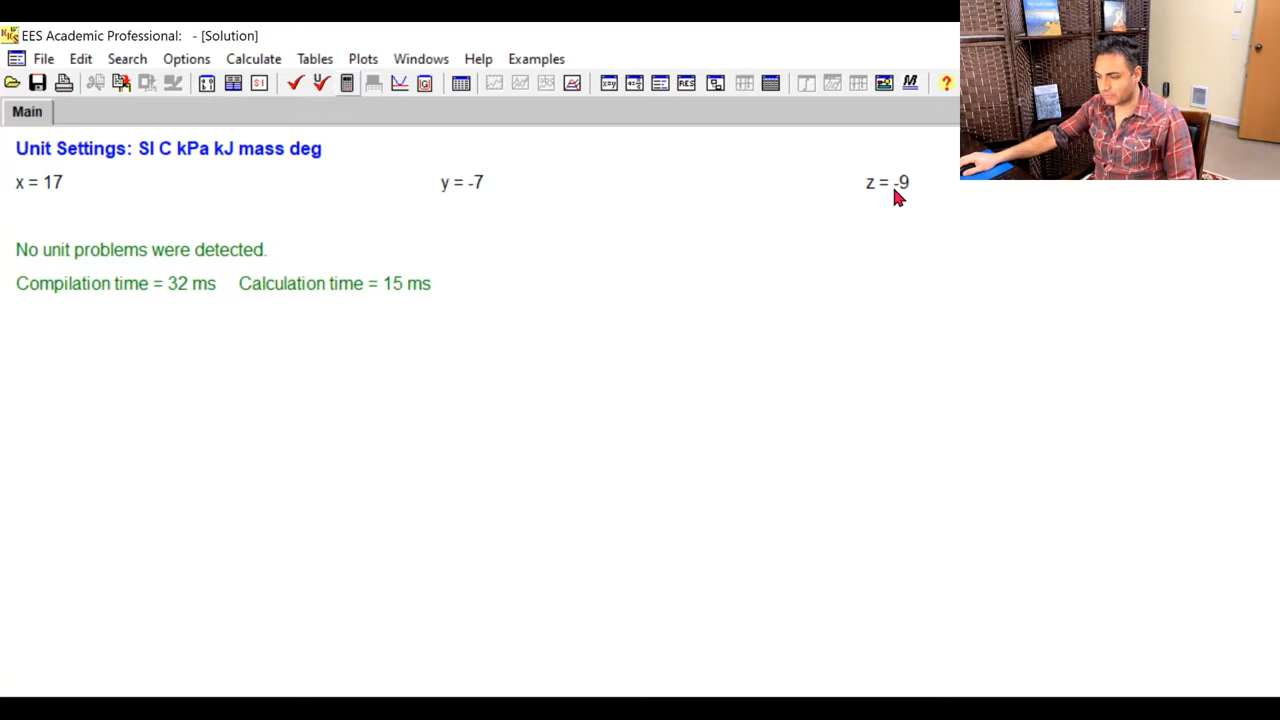 EES Academic Professional: - [Solution]
File Edit Search Options Calculate Tables Plots Windows Help Examples
Main
Unit Settings: SI C kPa kJ mass deg
x = 17 y = -7 z = -9
No unit problems were detected.
Compilation time = 32 ms Calculation time = 15 ms